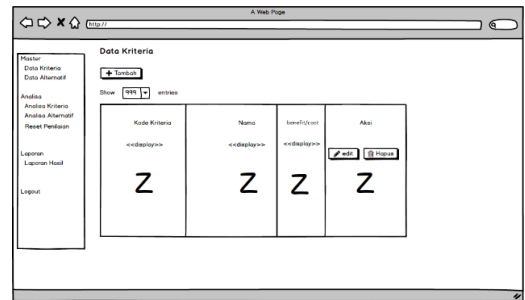 A Web Page
http://
Master
Data Kriteria
Data Alternatif
Analisa
Analisa Kriteria
Analisa Alternatif
Reset Penilaian
Laporan
Laporan Hasil
Logout
Data Kriteria
+ Tambah
Show 999 entries
Kode Kriteria Nama benefit/cost Aksi
<<display>> <<display>> <<display>>
edit Hapus
Z Z Z Z